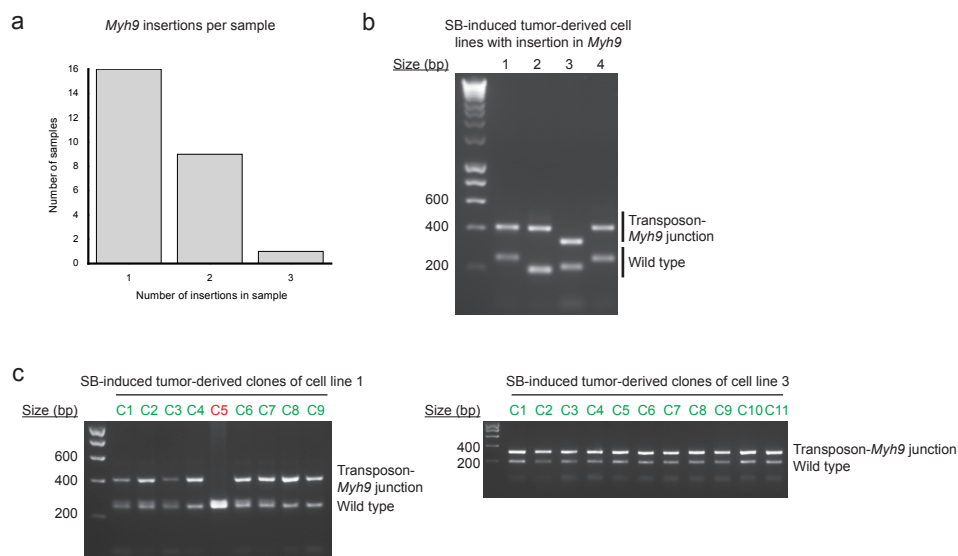 a
Myh9 insertions per sample
Number of samples
16
14
12
10
8
6
4
2
0
1 2 3
Number of insertions in sample
b
SB-induced tumor-derived cell
lines with insertion in Myh9
Size (bp) 1 2 3 4
600
400
200
Transposon-
Myh9 junction
Wild type
c
SB-induced tumor-derived clones of cell line 1
Size (bp) C1 C2 C3 C4 C5 C6 C7 C8 C9
600
400
200
Transposon-
Myh9 junction
Wild type
SB-induced tumor-derived clones of cell line 3
Size (bp) C1 C2 C3 C4 C5 C6 C7 C8 C9 C10 C11
400
200
Transposon-Myh9 junction
Wild type